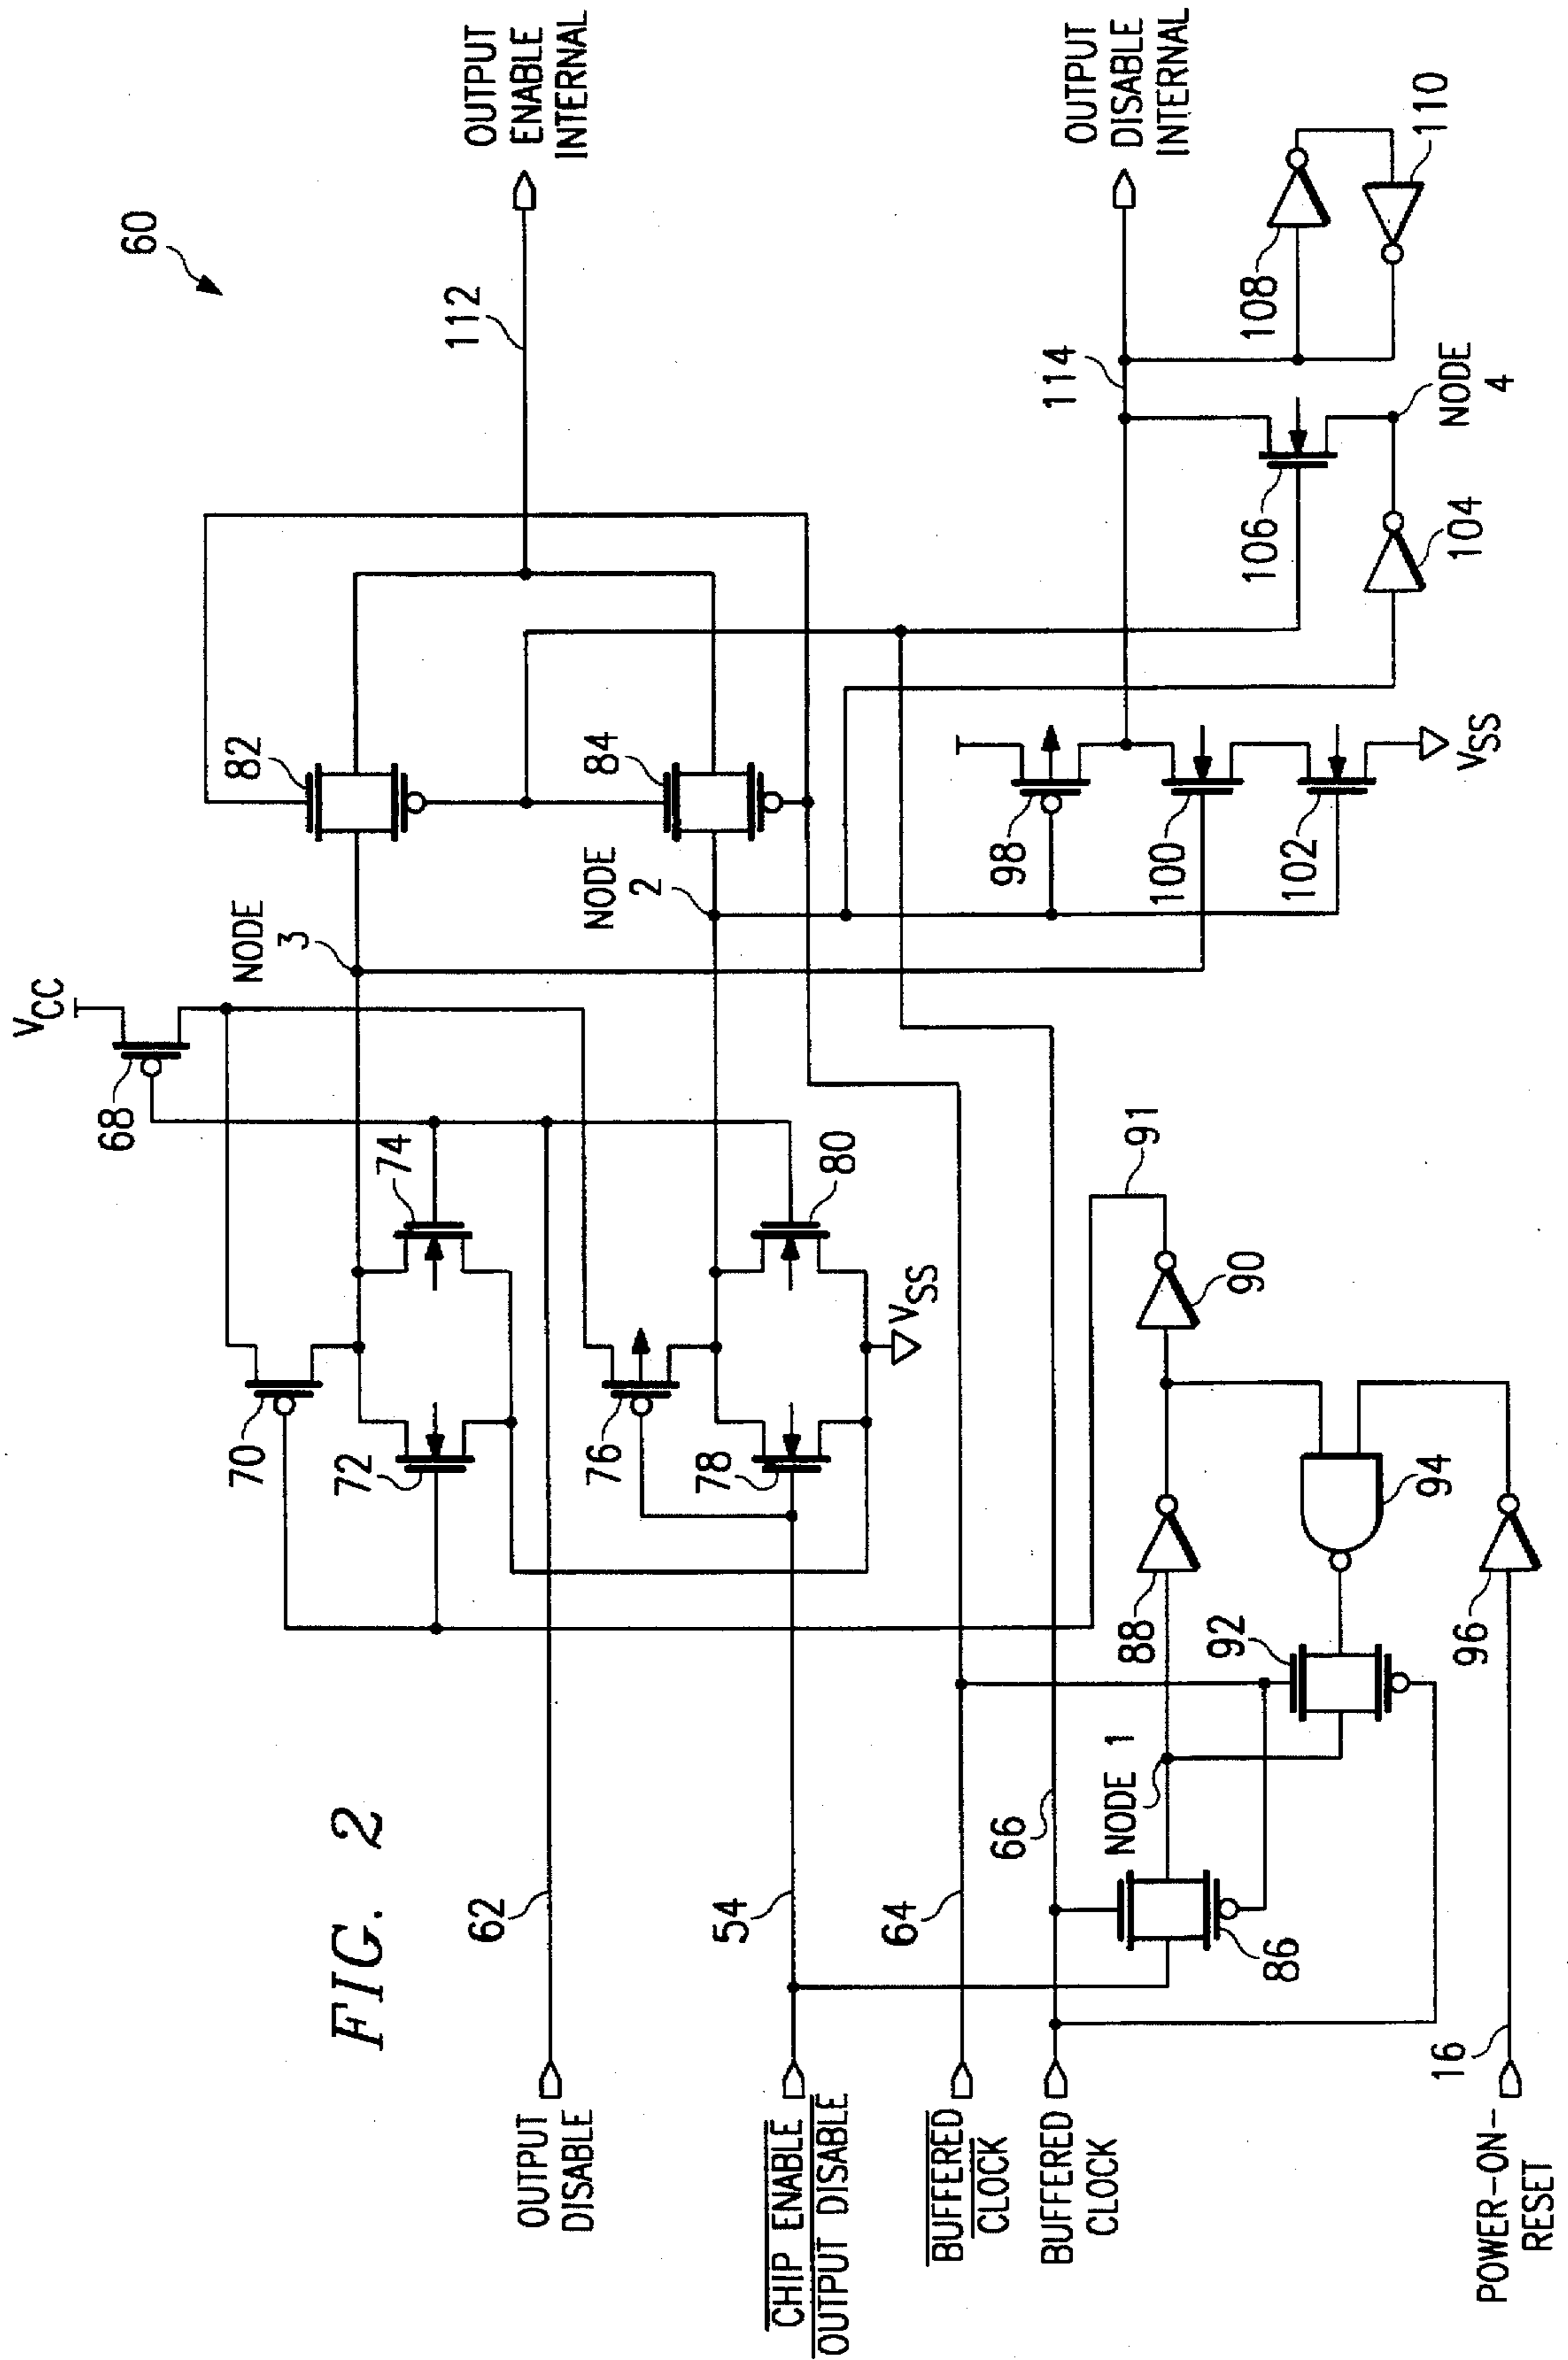 60
OUTPUT
ENABLE
INTERNAL
112
82
84
NODE
3
NODE
2
VCC
68
74
80
70
72
76
78
VSS
OUTPUT
DISABLE
INTERNAL
114
108
110
NODE
4
106
104
98
100
102
VSS
91
90
88
94
92
96
NODE 1
86
FIG. 2
62
54
64
66
16
OUTPUT
DISABLE
CHIP ENABLE
OUTPUT DISABLE
BUFFERED
CLOCK
BUFFERED
CLOCK
POWER-ON-
RESET